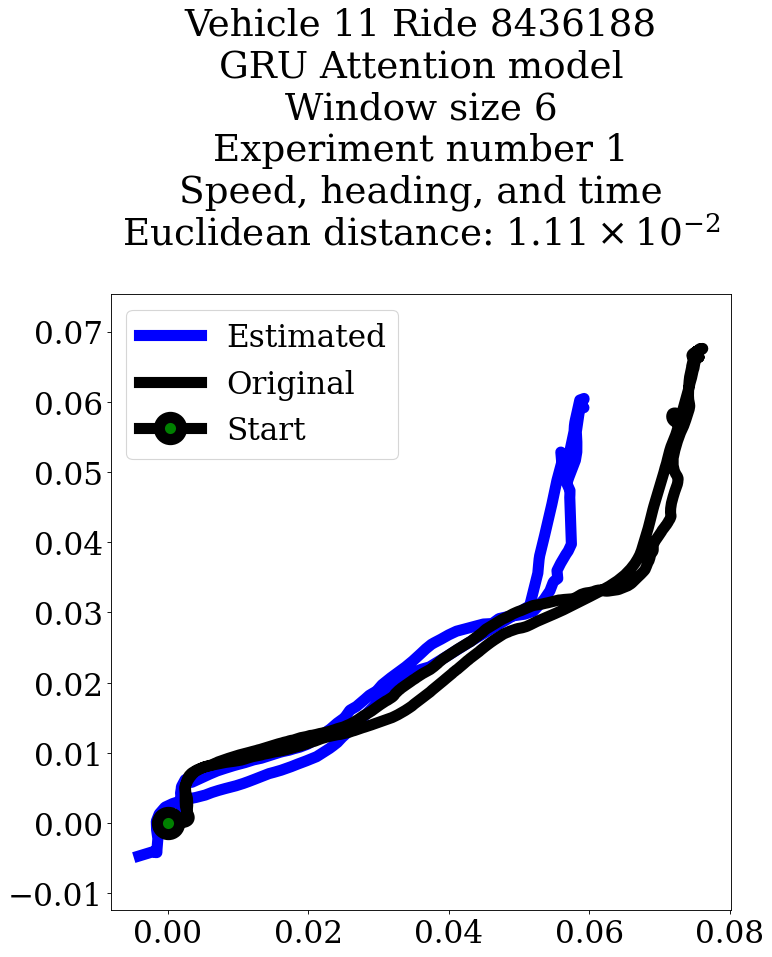 Vehicle 11 Ride 8436188
GRU Attention model
Window size 6
Experiment number 1
Speed, heading, and time
Euclidean distance: 1.11 × 10⁻²
Estimated
Original
Start
0.07
0.06
0.05
0.04
0.03
0.02
0.01
0.00
−0.01
0.00 0.02 0.04 0.06 0.08